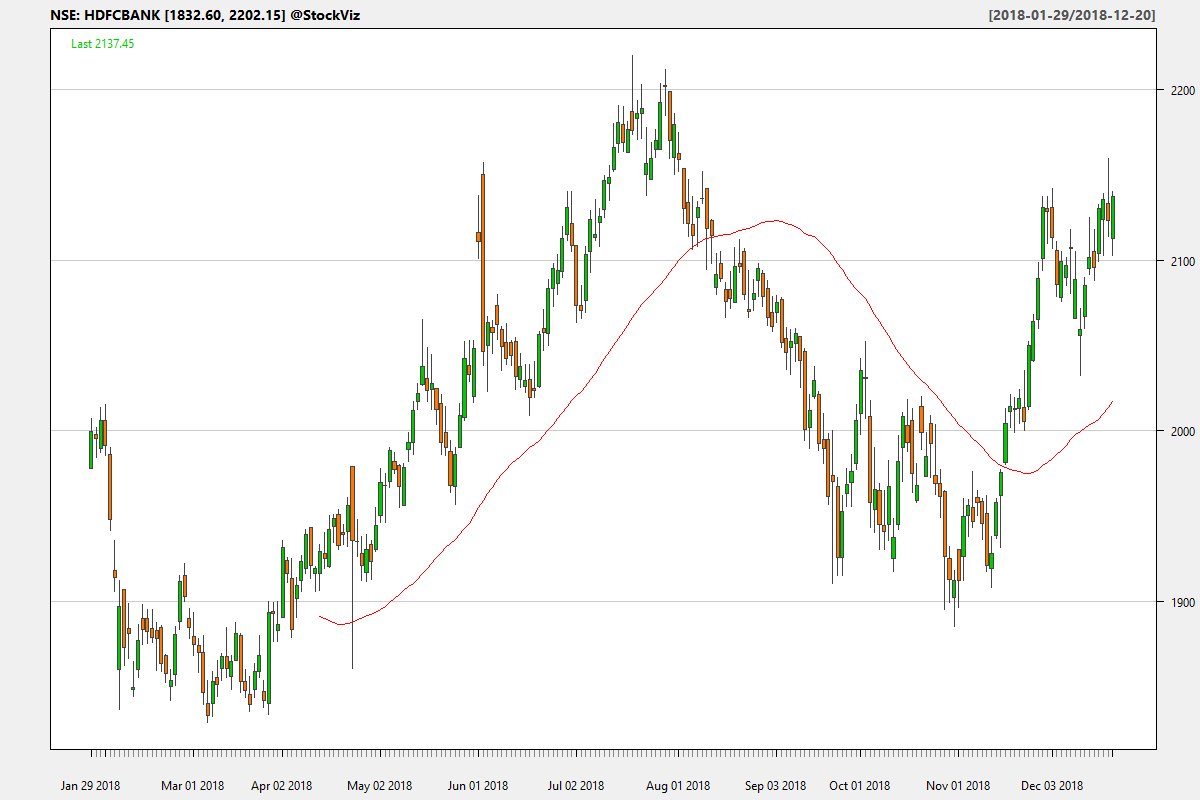 NSE: HDFCBANK [1832.60, 2202.15] @StockViz
[2018-01-29/2018-12-20]
Last 2137.45
2200
2100
2000
1900
Jan 29 2018
Mar 01 2018
Apr 02 2018
May 02 2018
Jun 01 2018
Jul 02 2018
Aug 01 2018
Sep 03 2018
Oct 01 2018
Nov 01 2018
Dec 03 2018